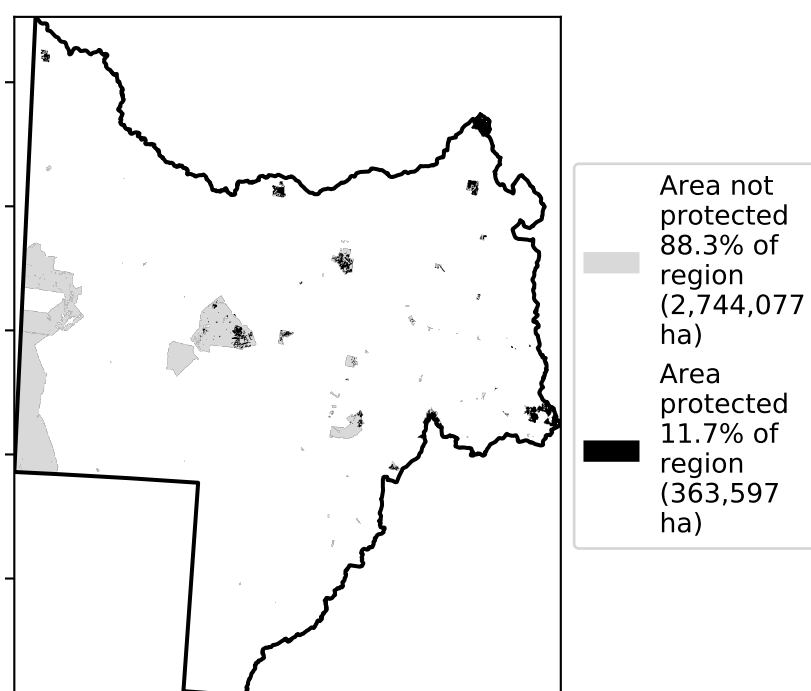 Area not
protected
88.3% of
region
(2,744,077
ha)
Area
protected
11.7% of
region
(363,597
ha)